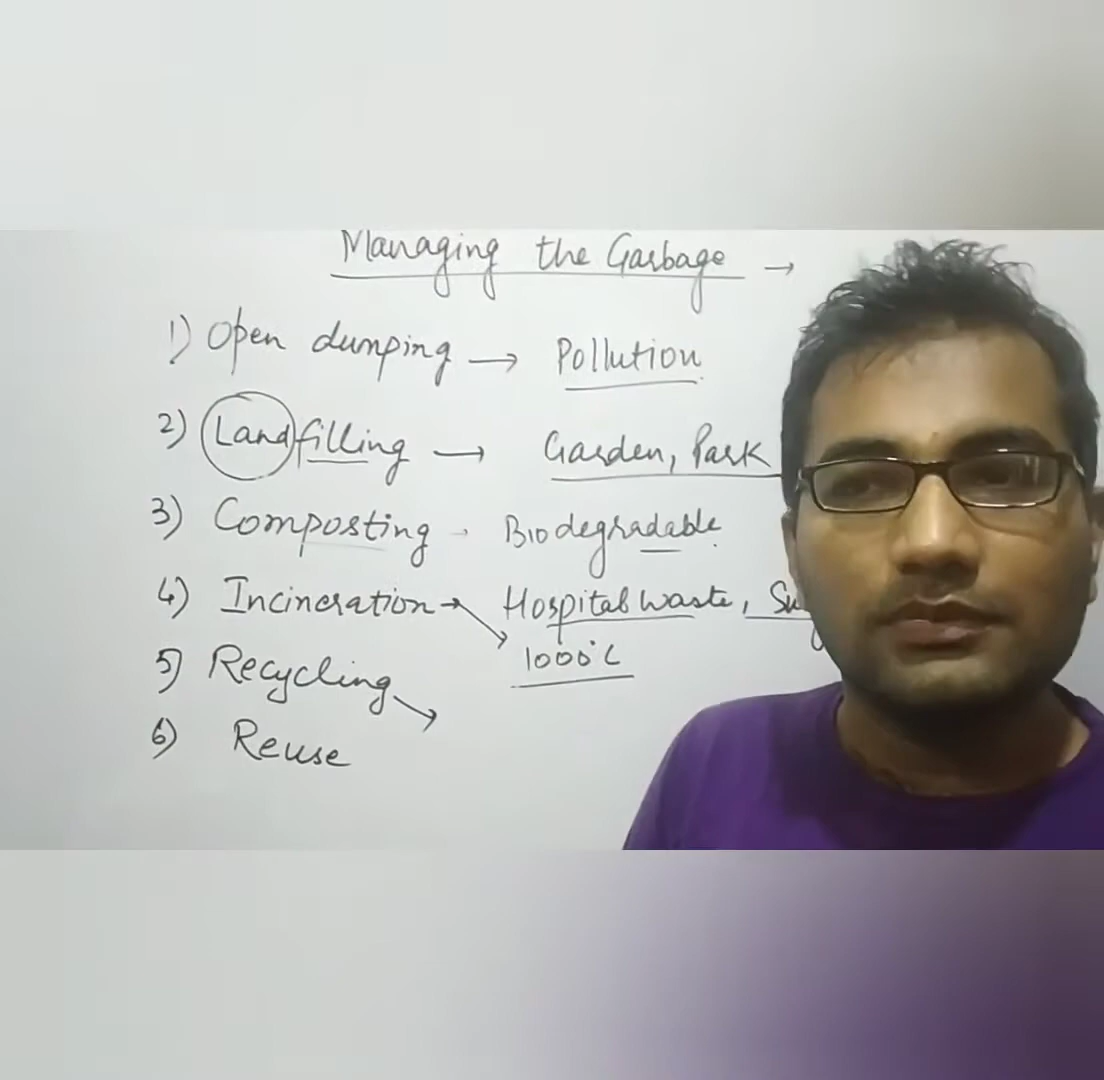 Managing the Garbage →
1) Open dumping → Pollution
2) Landfilling → Garden, Park
3) Composting - Biodegradable
4) Incineration → Hospital waste,
1000°C
5) Recycling →
6) Reuse